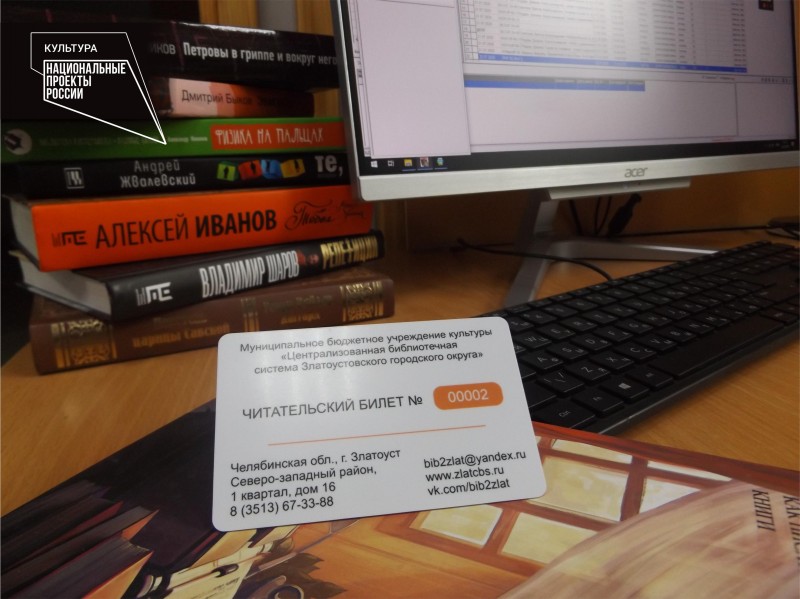 КУЛЬТУРА
НАЦИОНАЛЬНЫЕ
ПРОЕКТЫ
РОССИИ
Петровы в гриппе и вокруг него
Дмитрий Быков
ФИЗИКА НА ПАЛЬЦАХ
Андрей
Жвалевский
те,
АЛЕКСЕЙ ИВАНОВ
ВЛАДИМИР ШАРОВ РЕПЕТИЦИИ
acer
Муниципальное бюджетное учреждение культуры
«Централизованная библиотечная
система Златоустовского городского округа»
ЧИТАТЕЛЬСКИЙ БИЛЕТ № 00002
Челябинская обл., г. Златоуст
Северо-западный район,
1 квартал, дом 16
8 (3513) 67-33-88
bib2zlat@yandex.ru
www.zlatcbs.ru
vk.com/bib2zlat
КНИГИ